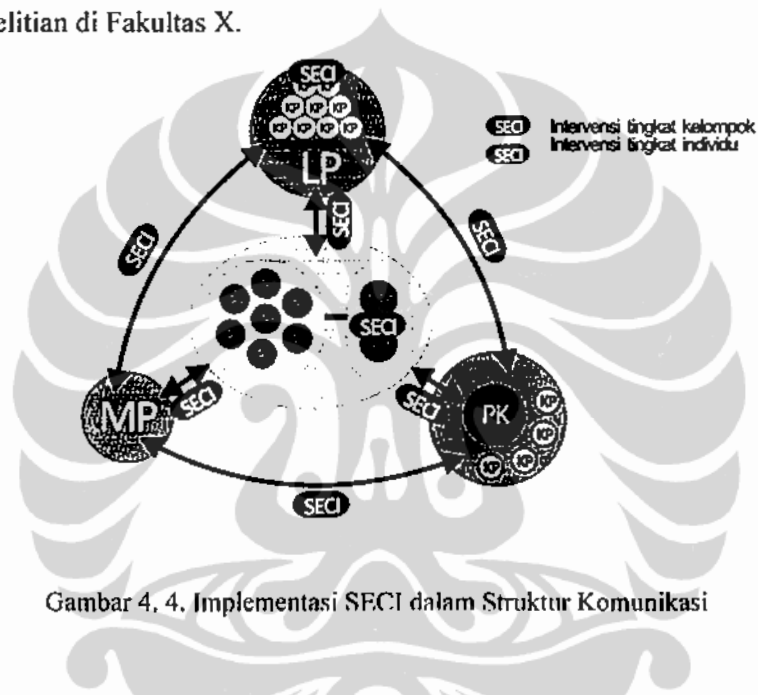 elitian di Fakultas X.
SECI
KP KP KP
KP KP KP KP
LP
SECI Intervensi tingkat kelompok
SECI Intervensi tingkat individu
SECI
SECI
SECI
SECI
MP
SECI
SECI
PK
KP
KP
KP
KP
SECI
Gambar 4. 4. Implementasi SECI dalam Struktur Komunikasi